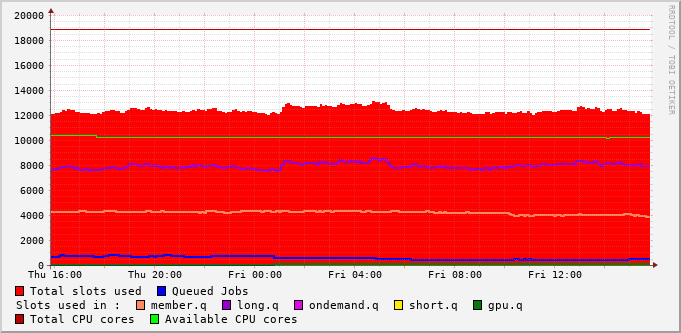 20000
18000
16000
14000
12000
10000
8000
6000
4000
2000
0
Thu 16:00 Thu 20:00 Fri 00:00 Fri 04:00 Fri 08:00 Fri 12:00
Total slots used Queued Jobs
Slots used in : member.q long.q ondemand.q short.q gpu.q
Total CPU cores Available CPU cores
RRDTOOL / TOBI OETIKER